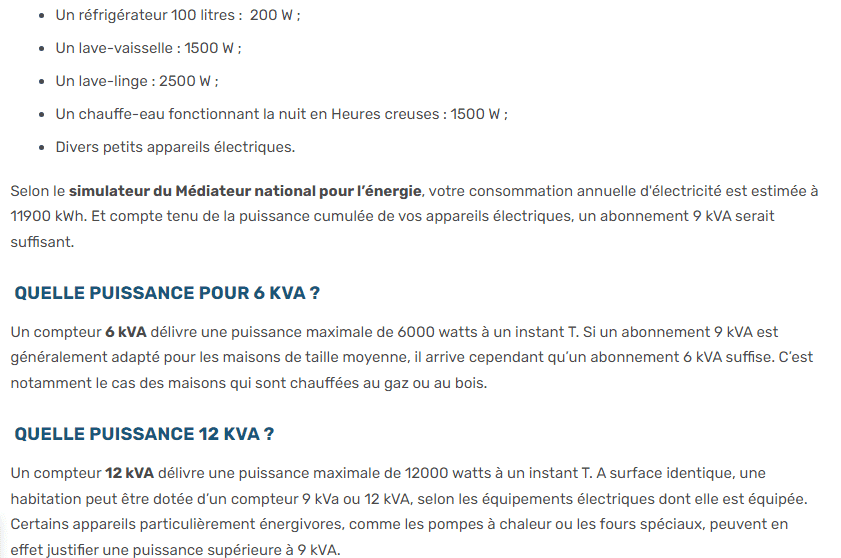 • Un réfrigérateur 100 litres :  200 W ;
• Un lave-vaisselle : 1500 W ;
• Un lave-linge : 2500 W ;
• Un chauffe-eau fonctionnant la nuit en Heures creuses : 1500 W ;
• Divers petits appareils électriques.
Selon le simulateur du Médiateur national pour l'énergie, votre consommation annuelle d'électricité est estimée à
11900 kWh. Et compte tenu de la puissance cumulée de vos appareils électriques, un abonnement 9 kVA serait
suffisant.
QUELLE PUISSANCE POUR 6 KVA ?
Un compteur 6 kVA délivre une puissance maximale de 6000 watts à un instant T. Si un abonnement 9 kVA est
généralement adapté pour les maisons de taille moyenne, il arrive cependant qu'un abonnement 6 kVA suffise. C'est
notamment le cas des maisons qui sont chauffées au gaz ou au bois.
QUELLE PUISSANCE 12 KVA ?
Un compteur 12 kVA délivre une puissance maximale de 12000 watts à un instant T. A surface identique, une
habitation peut être dotée d'un compteur 9 kVa ou 12 kVA, selon les équipements électriques dont elle est équipée.
Certains appareils particulièrement énergivores, comme les pompes à chaleur ou les fours spéciaux, peuvent en
effet justifier une puissance supérieure à 9 kVA.